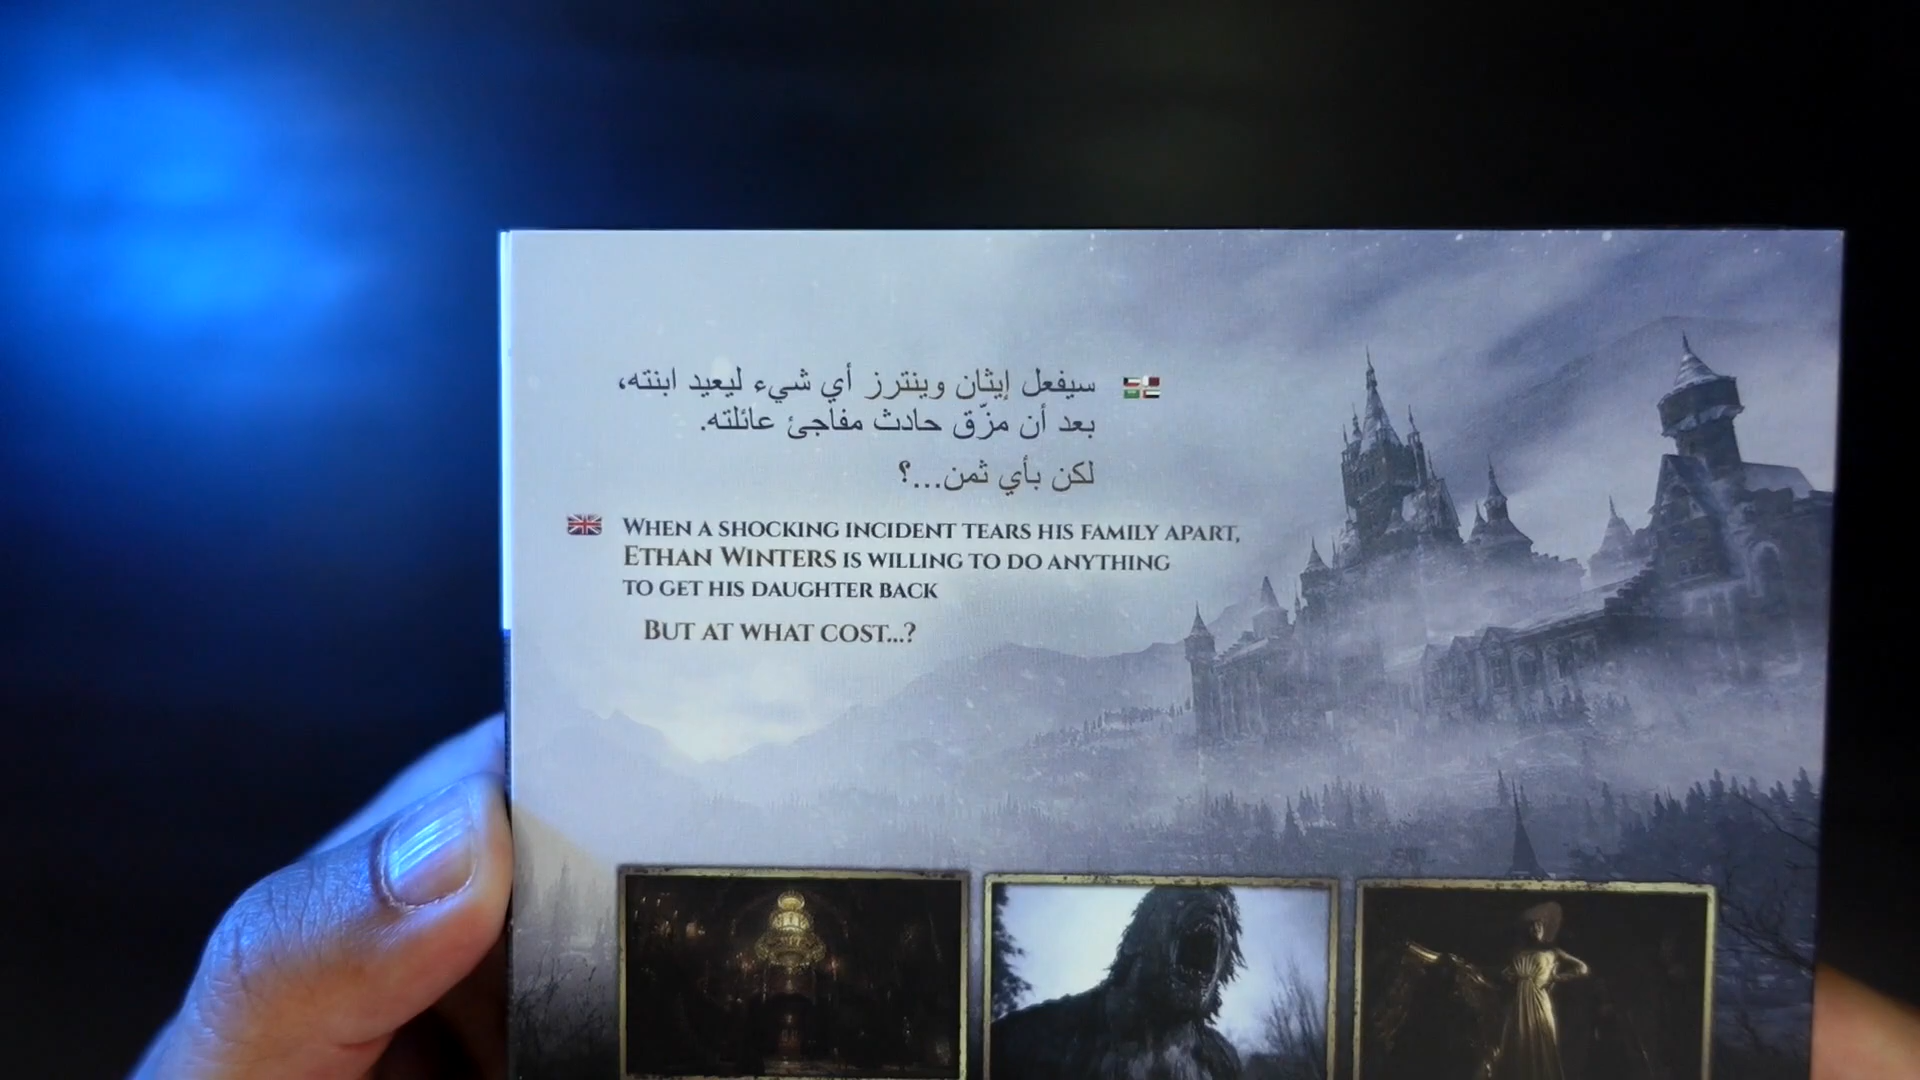 سيفعل إيثان وينترز أي شيء ليعيد ابنته،
بعد أن مزّق حادث مفاجئ عائلته.
لكن بأي ثمن...؟
WHEN A SHOCKING INCIDENT TEARS HIS FAMILY APART,
ETHAN WINTERS IS WILLING TO DO ANYTHING
TO GET HIS DAUGHTER BACK
BUT AT WHAT COST...?